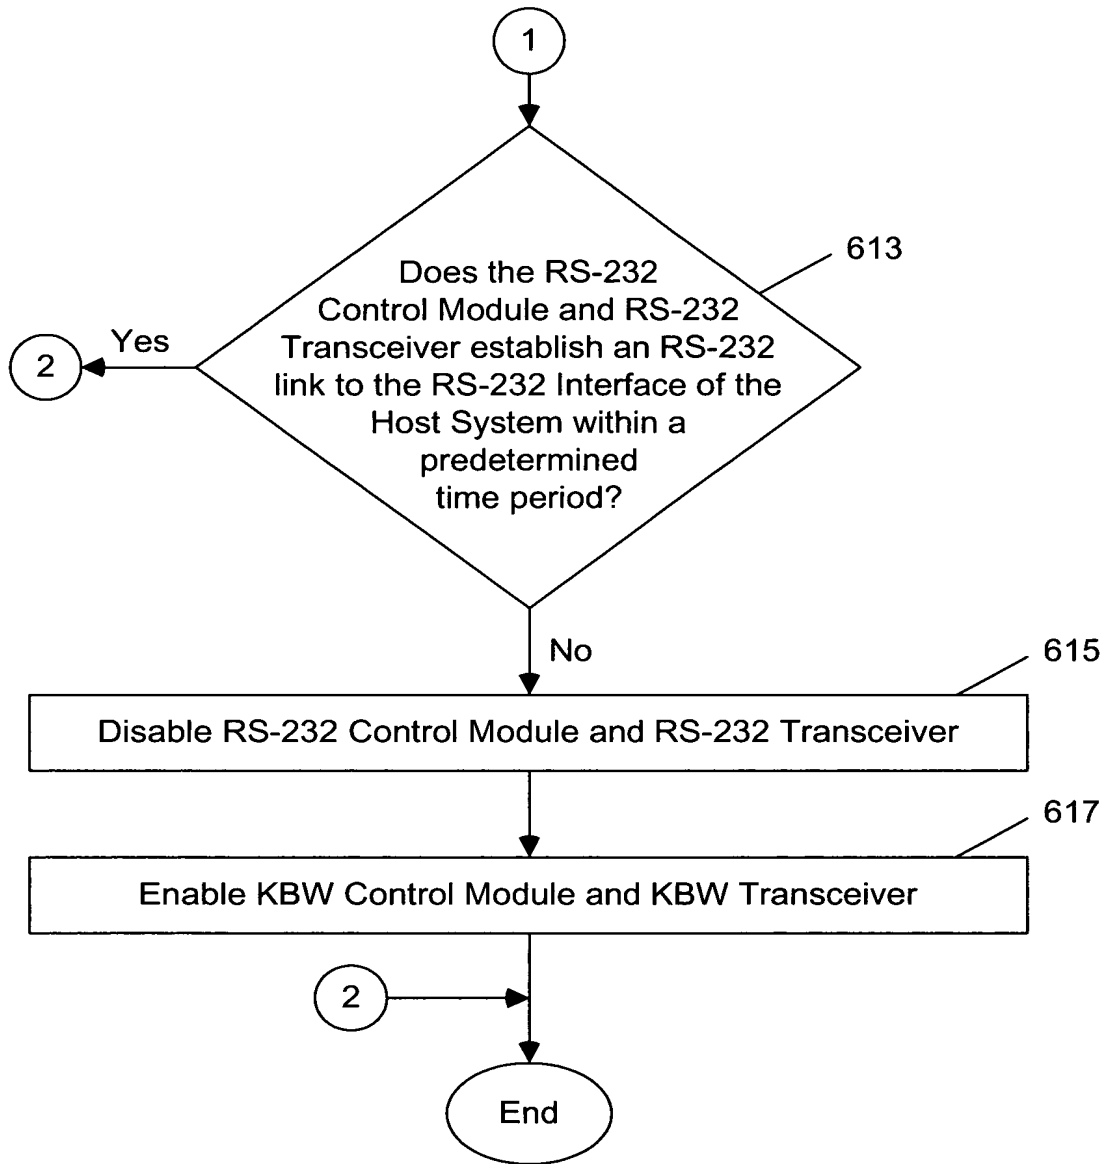 1
613
Does the RS-232
Control Module and RS-232
Transceiver establish an RS-232
link to the RS-232 Interface of the
Host System within a
predetermined
time period?
Yes
2
No
615
Disable RS-232 Control Module and RS-232 Transceiver
617
Enable KBW Control Module and KBW Transceiver
2
End